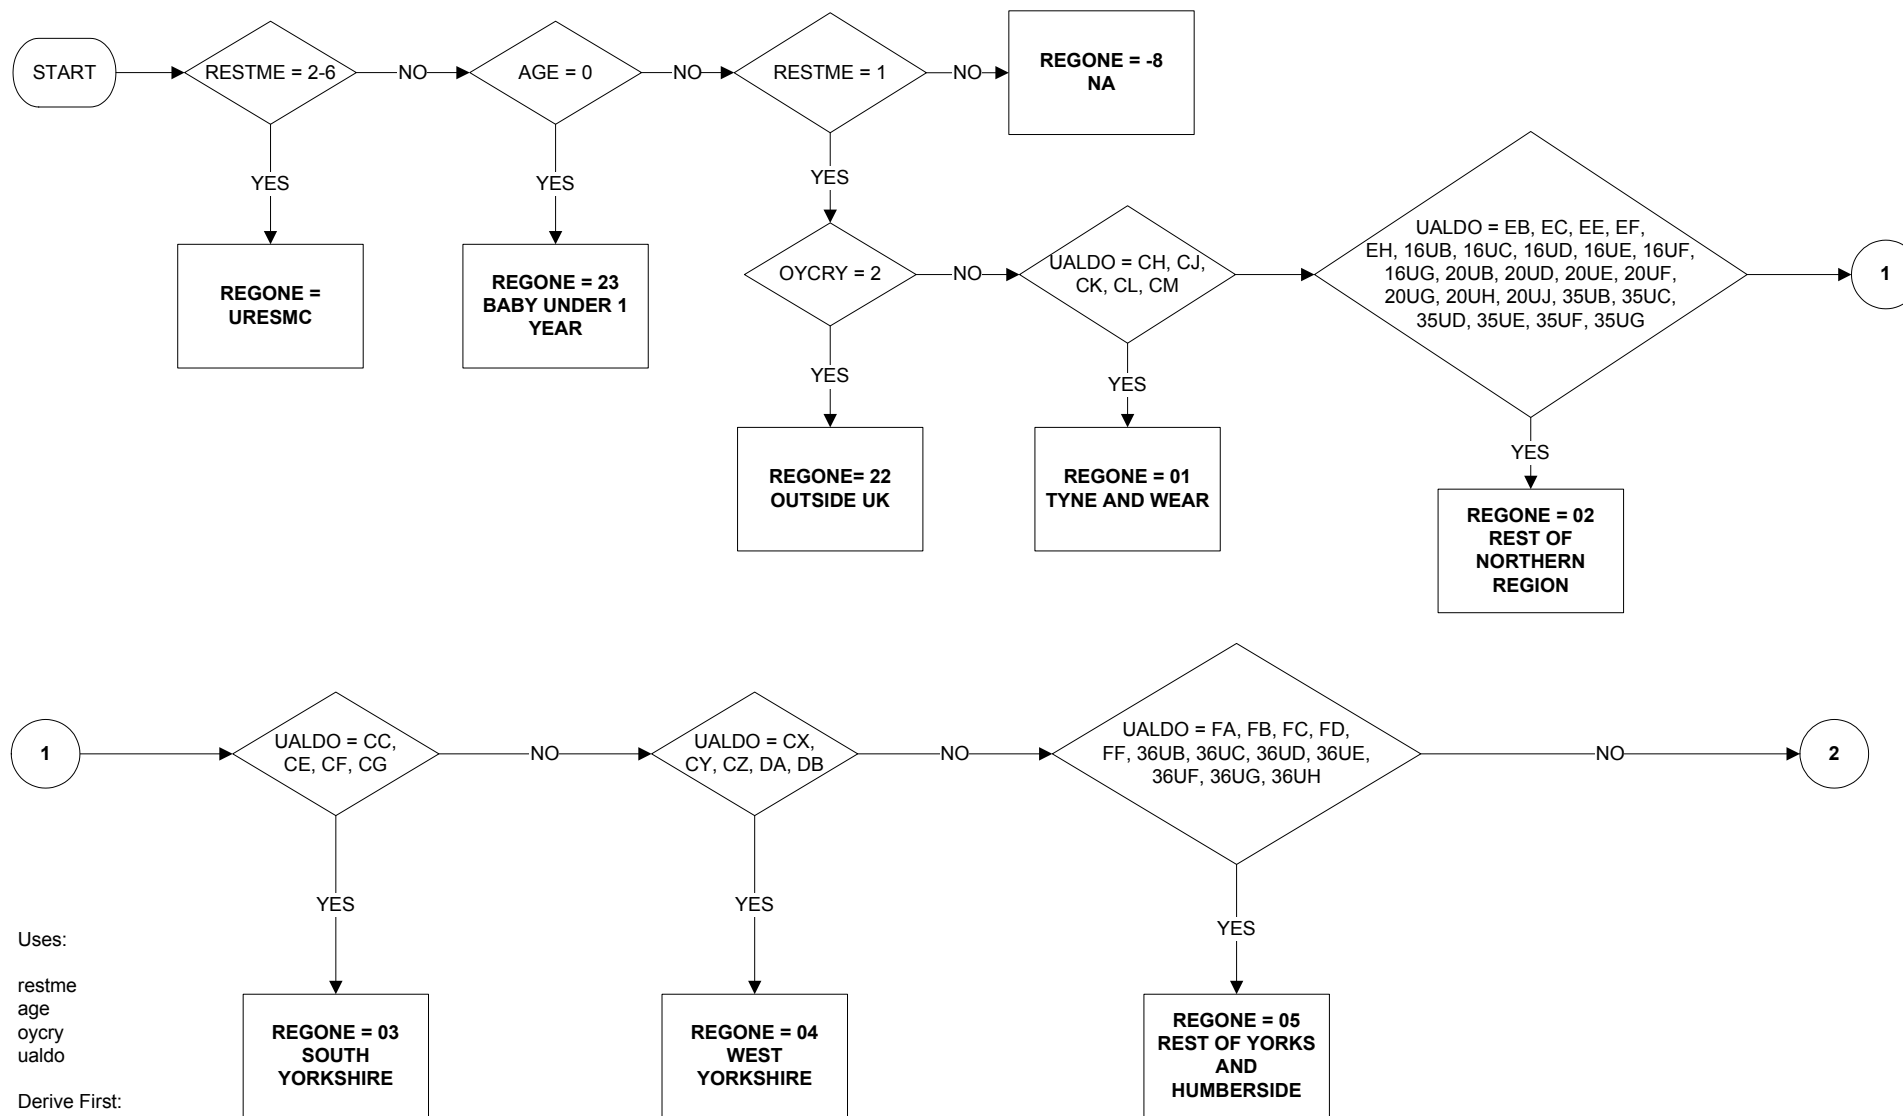 START
RESTME = 2-6
NO
AGE = 0
NO
RESTME = 1
NO
REGONE = -8
NA
YES
YES
YES
REGONE =
URESMC
REGONE = 23
BABY UNDER 1
YEAR
OYCRY = 2
NO
UALDO = CH, CJ,
CK, CL, CM
UALDO = EB, EC, EE, EF,
EH, 16UB, 16UC, 16UD, 16UE, 16UF,
16UG, 20UB, 20UD, 20UE, 20UF,
20UG, 20UH, 20UJ, 35UB, 35UC,
35UD, 35UE, 35UF, 35UG
1
YES
YES
YES
REGONE= 22
OUTSIDE UK
REGONE = 01
TYNE AND WEAR
REGONE = 02
REST OF
NORTHERN
REGION
1
UALDO = CC,
CE, CF, CG
NO
UALDO = CX,
CY, CZ, DA, DB
NO
UALDO = FA, FB, FC, FD,
FF, 36UB, 36UC, 36UD, 36UE,
36UF, 36UG, 36UH
NO
2
YES
YES
YES
REGONE = 03
SOUTH
YORKSHIRE
REGONE = 04
WEST
YORKSHIRE
REGONE = 05
REST OF YORKS
AND
HUMBERSIDE
Uses:
restme
age
oycry
ualdo
Derive First: